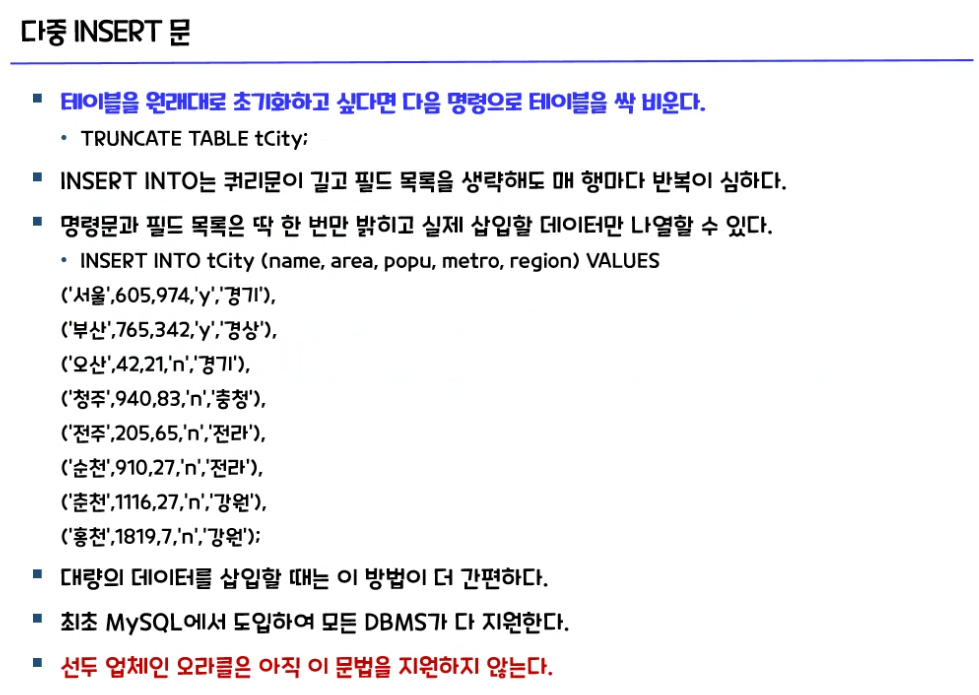 다중 INSERT 문
테이블을 원래대로 초기화하고 싶다면 다음 명령으로 테이블을 싹 비운다.
TRUNCATE TABLE tCity;
INSERT INTO는 쿼리문이 길고 필드 목록을 생략해도 매 행마다 반복이 심하다.
명령문과 필드 목록은 딱 한 번만 밝히고 실제 삽입할 데이터만 나열할 수 있다.
INSERT INTO tCity (name, area, popu, metro, region) VALUES
('서울',605,974,'y','경기'),
('부산',765,342,'y','경상'),
('오산',42,21,'n','경기'),
('청주',940,83,'n','충청'),
('전주',205,65,'n','전라'),
('순천',910,27,'n','전라'),
('춘천',1116,27,'n','강원'),
('홍천',1819,7,'n','강원');
대량의 데이터를 삽입할 때는 이 방법이 더 간편하다.
최초 MySQL에서 도입하여 모든 DBMS가 다 지원한다.
선두 업체인 오라클은 아직 이 문법을 지원하지 않는다.